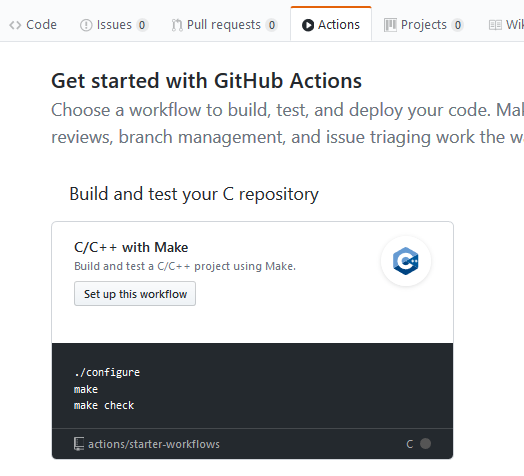 Code Issues 0 Pull requests 0 Actions Projects 0
Get started with GitHub Actions
Choose a workflow to build, test, and deploy your code.
reviews, branch management, and issue triaging work the
Build and test your C repository
C/C++ with Make
Build and test a C/C++ project using Make.
Set up this workflow
./configure
make
make check
actions/starter-workflows C